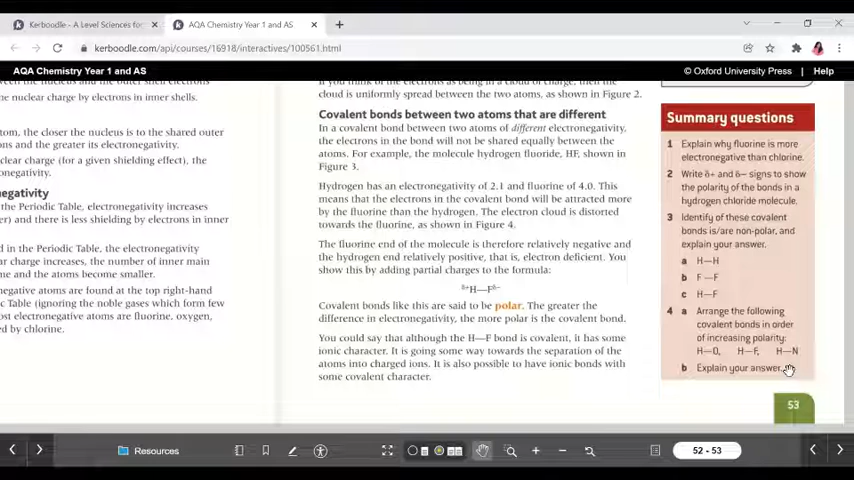 Kerboodle - A Level Sciences for
AQA Chemistry Year 1 and AS
kerboodle.com/api/courses/16918/interactives/100561.html
AQA Chemistry Year 1 and AS
© Oxford University Press
Help
the nuclear charge by electrons in inner shells.
tom, the closer the nucleus is to the shared outer
ons and the greater its electronegativity.
clear charge (for a given shielding effect), the
onegativity.
negativity
the Periodic Table, electronegativity increases
er) and there is less shielding by electrons in inner
d in the Periodic Table, the electronegativity
ar charge increases, the number of inner main
me and the atoms become smaller.
negative atoms are found at the top right-hand
c Table (ignoring the noble gases which form few
ost electronegative atoms are fluorine, oxygen,
ed by chlorine.
If you think of the electrons as being in a cloud of charge, then the
cloud is uniformly spread between the two atoms, as shown in Figure 2.
Covalent bonds between two atoms that are different
In a covalent bond between two atoms of different electronegativity,
the electrons in the bond will not be shared equally between the
atoms. For example, the molecule hydrogen fluoride, HF, shown in
Figure 3.
Hydrogen has an electronegativity of 2.1 and fluorine of 4.0. This
means that the electrons in the covalent bond will be attracted more
by the fluorine than the hydrogen. The electron cloud is distorted
towards the fluorine, as shown in Figure 4.
The fluorine end of the molecule is therefore relatively negative and
the hydrogen end relatively positive, that is, electron deficient. You
show this by adding partial charges to the formula:
δ+H—Fδ−
Covalent bonds like this are said to be polar. The greater the
difference in electronegativity, the more polar is the covalent bond.
You could say that although the H—F bond is covalent, it has some
ionic character. It is going some way towards the separation of the
atoms into charged ions. It is also possible to have ionic bonds with
some covalent character.
Summary questions
1 Explain why fluorine is more
electronegative than chlorine.
2 Write δ+ and δ− signs to show
the polarity of the bonds in a
hydrogen chloride molecule.
3 Identify of these covalent
bonds is/are non-polar, and
explain your answer.
a H—H
b F—F
c H—F
4 a Arrange the following
covalent bonds in order
of increasing polarity:
H—O, H—F, H—N
b Explain your answer.
53
Resources
52 - 53